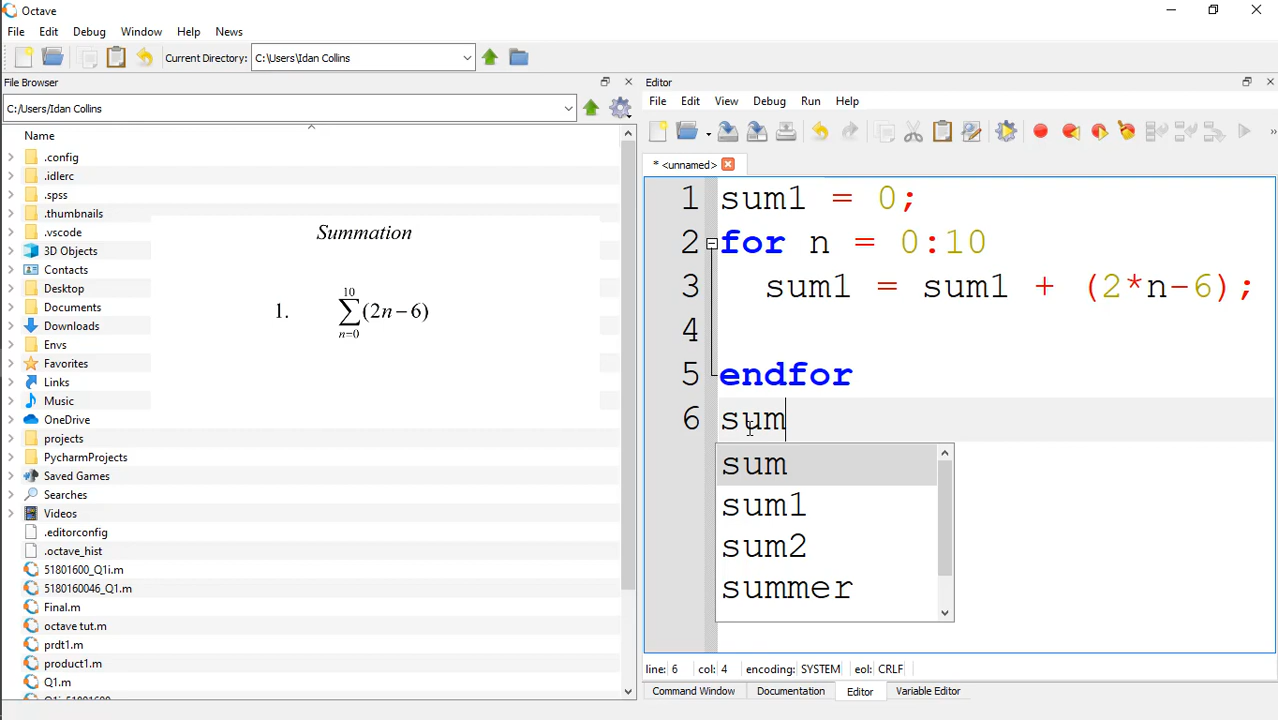 Octave
File Edit Debug Window Help News
Current Directory: C:\Users\Idan Collins
File Browser
C:/Users/Idan Collins
Name
.config
.idlerc
.spss
.thumbnails
.vscode
3D Objects
Contacts
Desktop
Documents
Downloads
Envs
Favorites
Links
Music
OneDrive
projects
PycharmProjects
Saved Games
Searches
Videos
.editorconfig
.octave_hist
51801600_Q1i.m
5180160046_Q1.m
Final.m
octave tut.m
prdt1.m
product1.m
Q1.m
Summation
10
1. ∑(2n−6)
n=0
Editor
File Edit View Debug Run Help
* <unnamed>
1 sum1 = 0;
2 for n = 0:10
3 sum1 = sum1 + (2*n-6);
4
5 endfor
6 sum
sum
sum1
sum2
summer
line: 6 col: 4 encoding: SYSTEM eol: CRLF
Command Window Documentation Editor Variable Editor